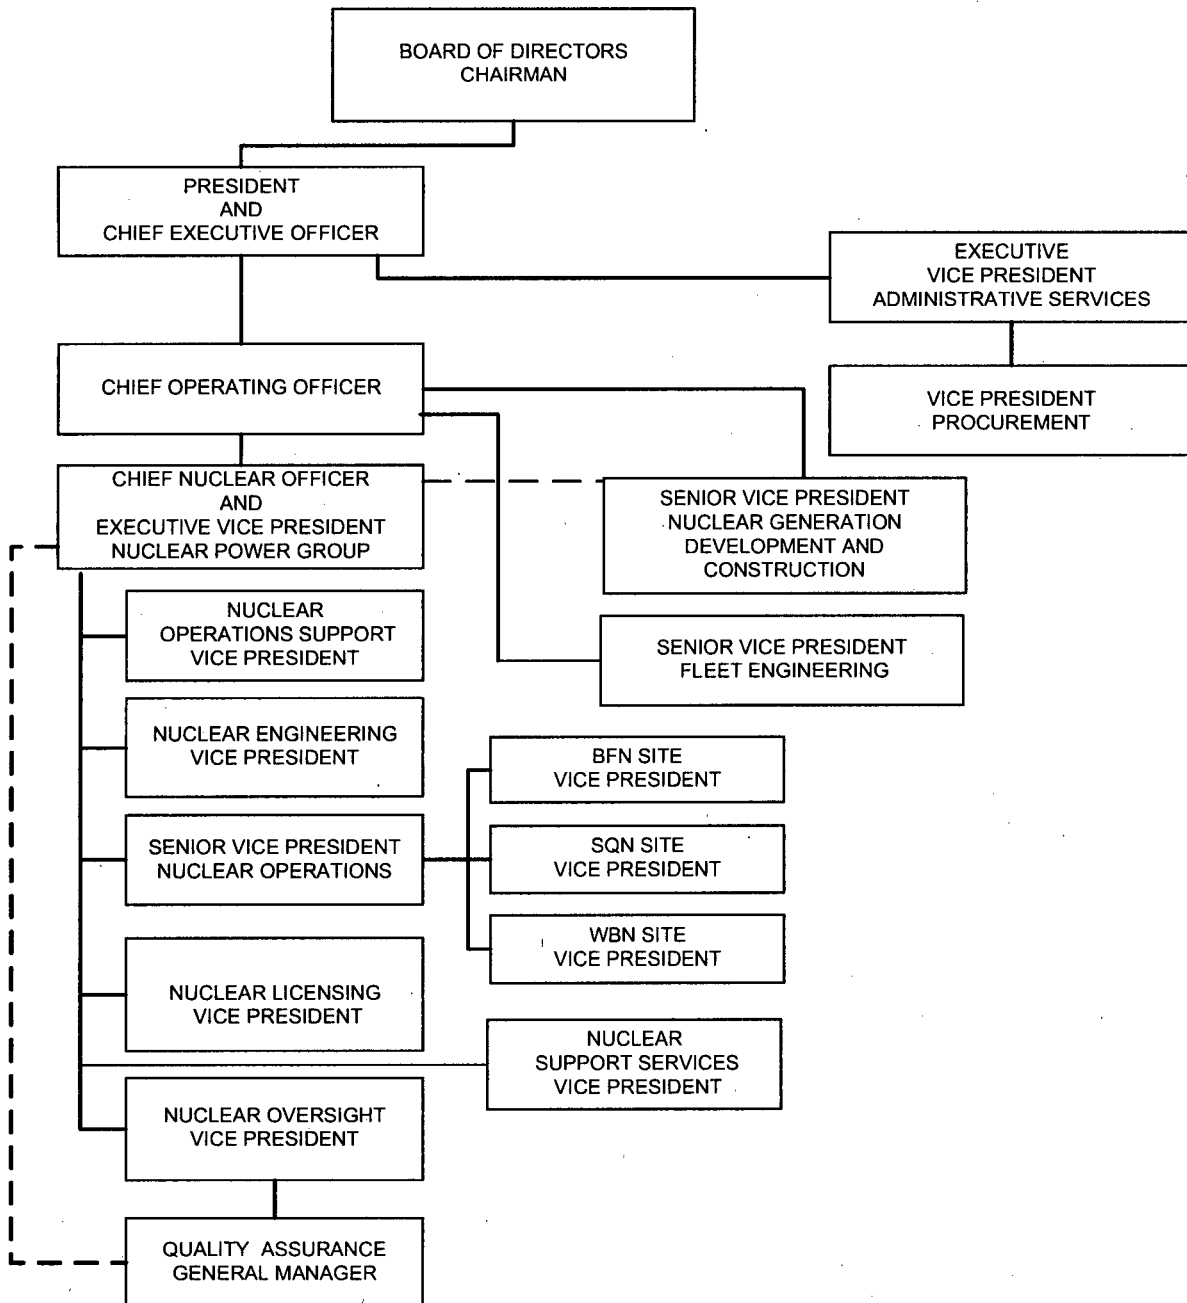 BOARD OF DIRECTORS
CHAIRMAN
PRESIDENT
AND
CHIEF EXECUTIVE OFFICER
EXECUTIVE
VICE PRESIDENT
ADMINISTRATIVE SERVICES
CHIEF OPERATING OFFICER
VICE PRESIDENT
PROCUREMENT
CHIEF NUCLEAR OFFICER
AND
EXECUTIVE VICE PRESIDENT
NUCLEAR POWER GROUP
SENIOR VICE PRESIDENT
NUCLEAR GENERATION
DEVELOPMENT AND
CONSTRUCTION
NUCLEAR
OPERATIONS SUPPORT
VICE PRESIDENT
SENIOR VICE PRESIDENT
FLEET ENGINEERING
NUCLEAR ENGINEERING
VICE PRESIDENT
BFN SITE
VICE PRESIDENT
SENIOR VICE PRESIDENT
NUCLEAR OPERATIONS
SQN SITE
VICE PRESIDENT
WBN SITE
VICE PRESIDENT
NUCLEAR LICENSING
VICE PRESIDENT
NUCLEAR
SUPPORT SERVICES
VICE PRESIDENT
NUCLEAR OVERSIGHT
VICE PRESIDENT
QUALITY ASSURANCE
GENERAL MANAGER